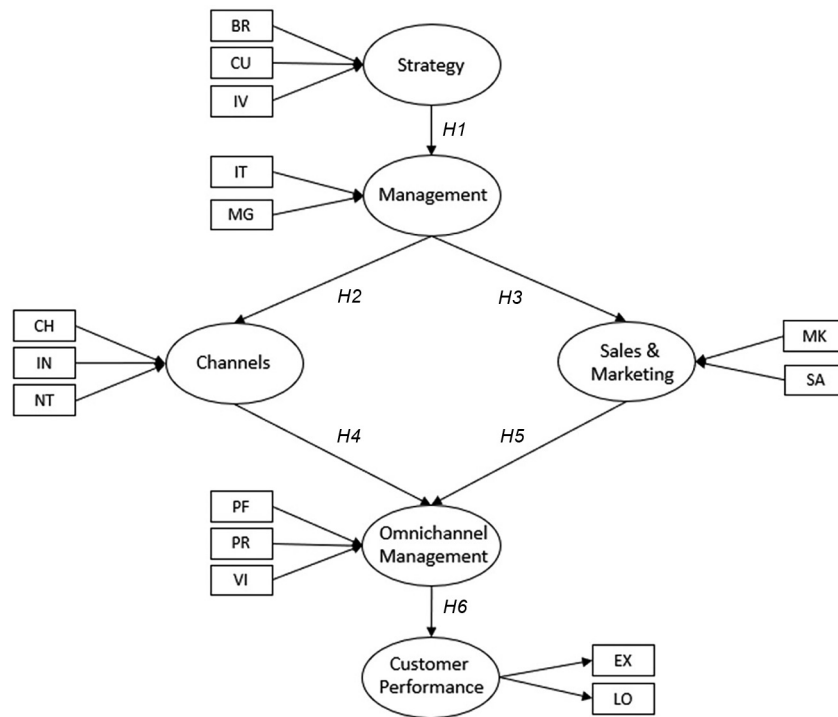 BR
CU
IV
Strategy
H1
IT
MG
Management
H2
H3
CH
IN
NT
Channels
Sales &
Marketing
MK
SA
H4
H5
PF
PR
VI
Omnichannel
Management
H6
Customer
Performance
EX
LO